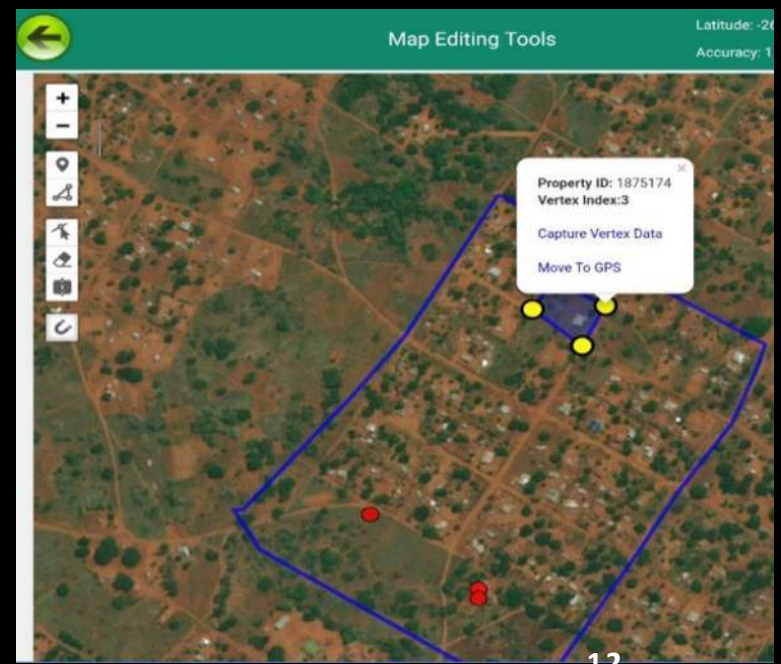 Map Editing Tools
Latitude: -26
Accuracy: 1
Property ID: 1875174
Vertex Index:3
Capture Vertex Data
Move To GPS
12